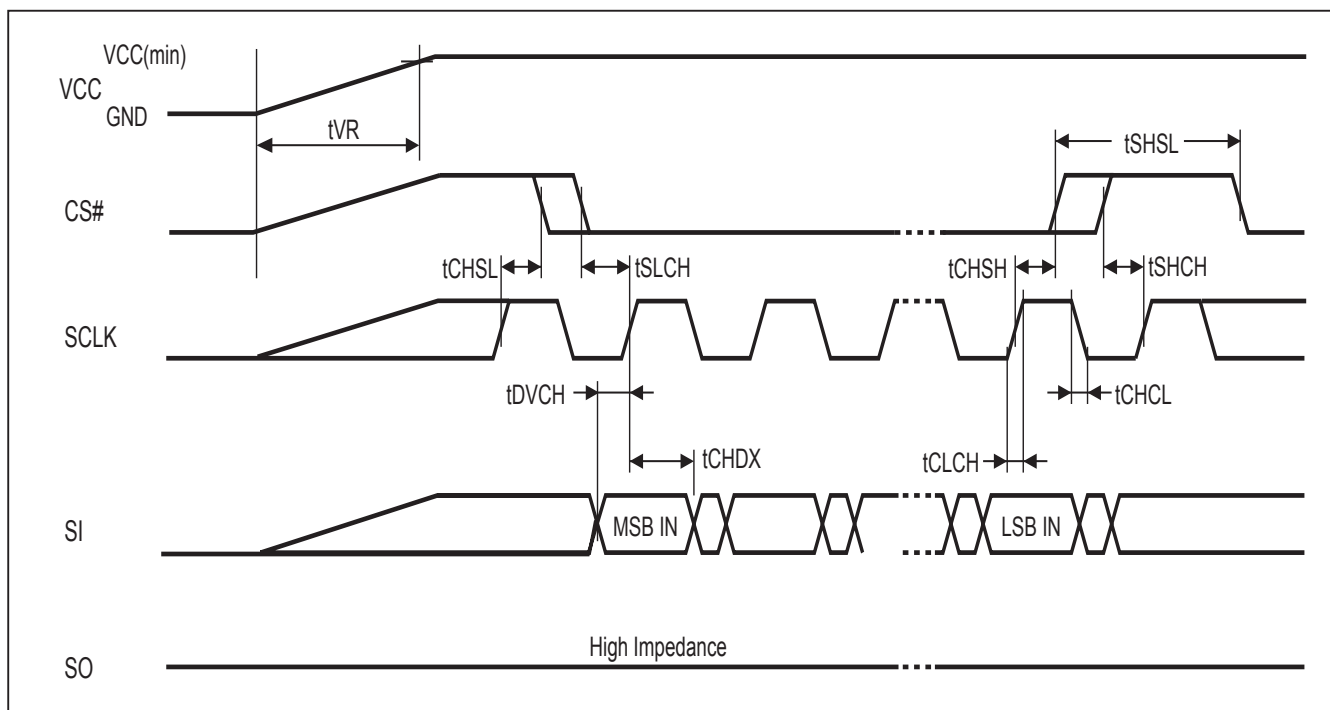 VCC(min)
VCC
GND
tVR
tSHSL
CS#
tCHSL
tSLCH
tCHSH
tSHCH
SCLK
tDVCH
tCHCL
tCHDX
tCLCH
SI
MSB IN
LSB IN
High Impedance
SO